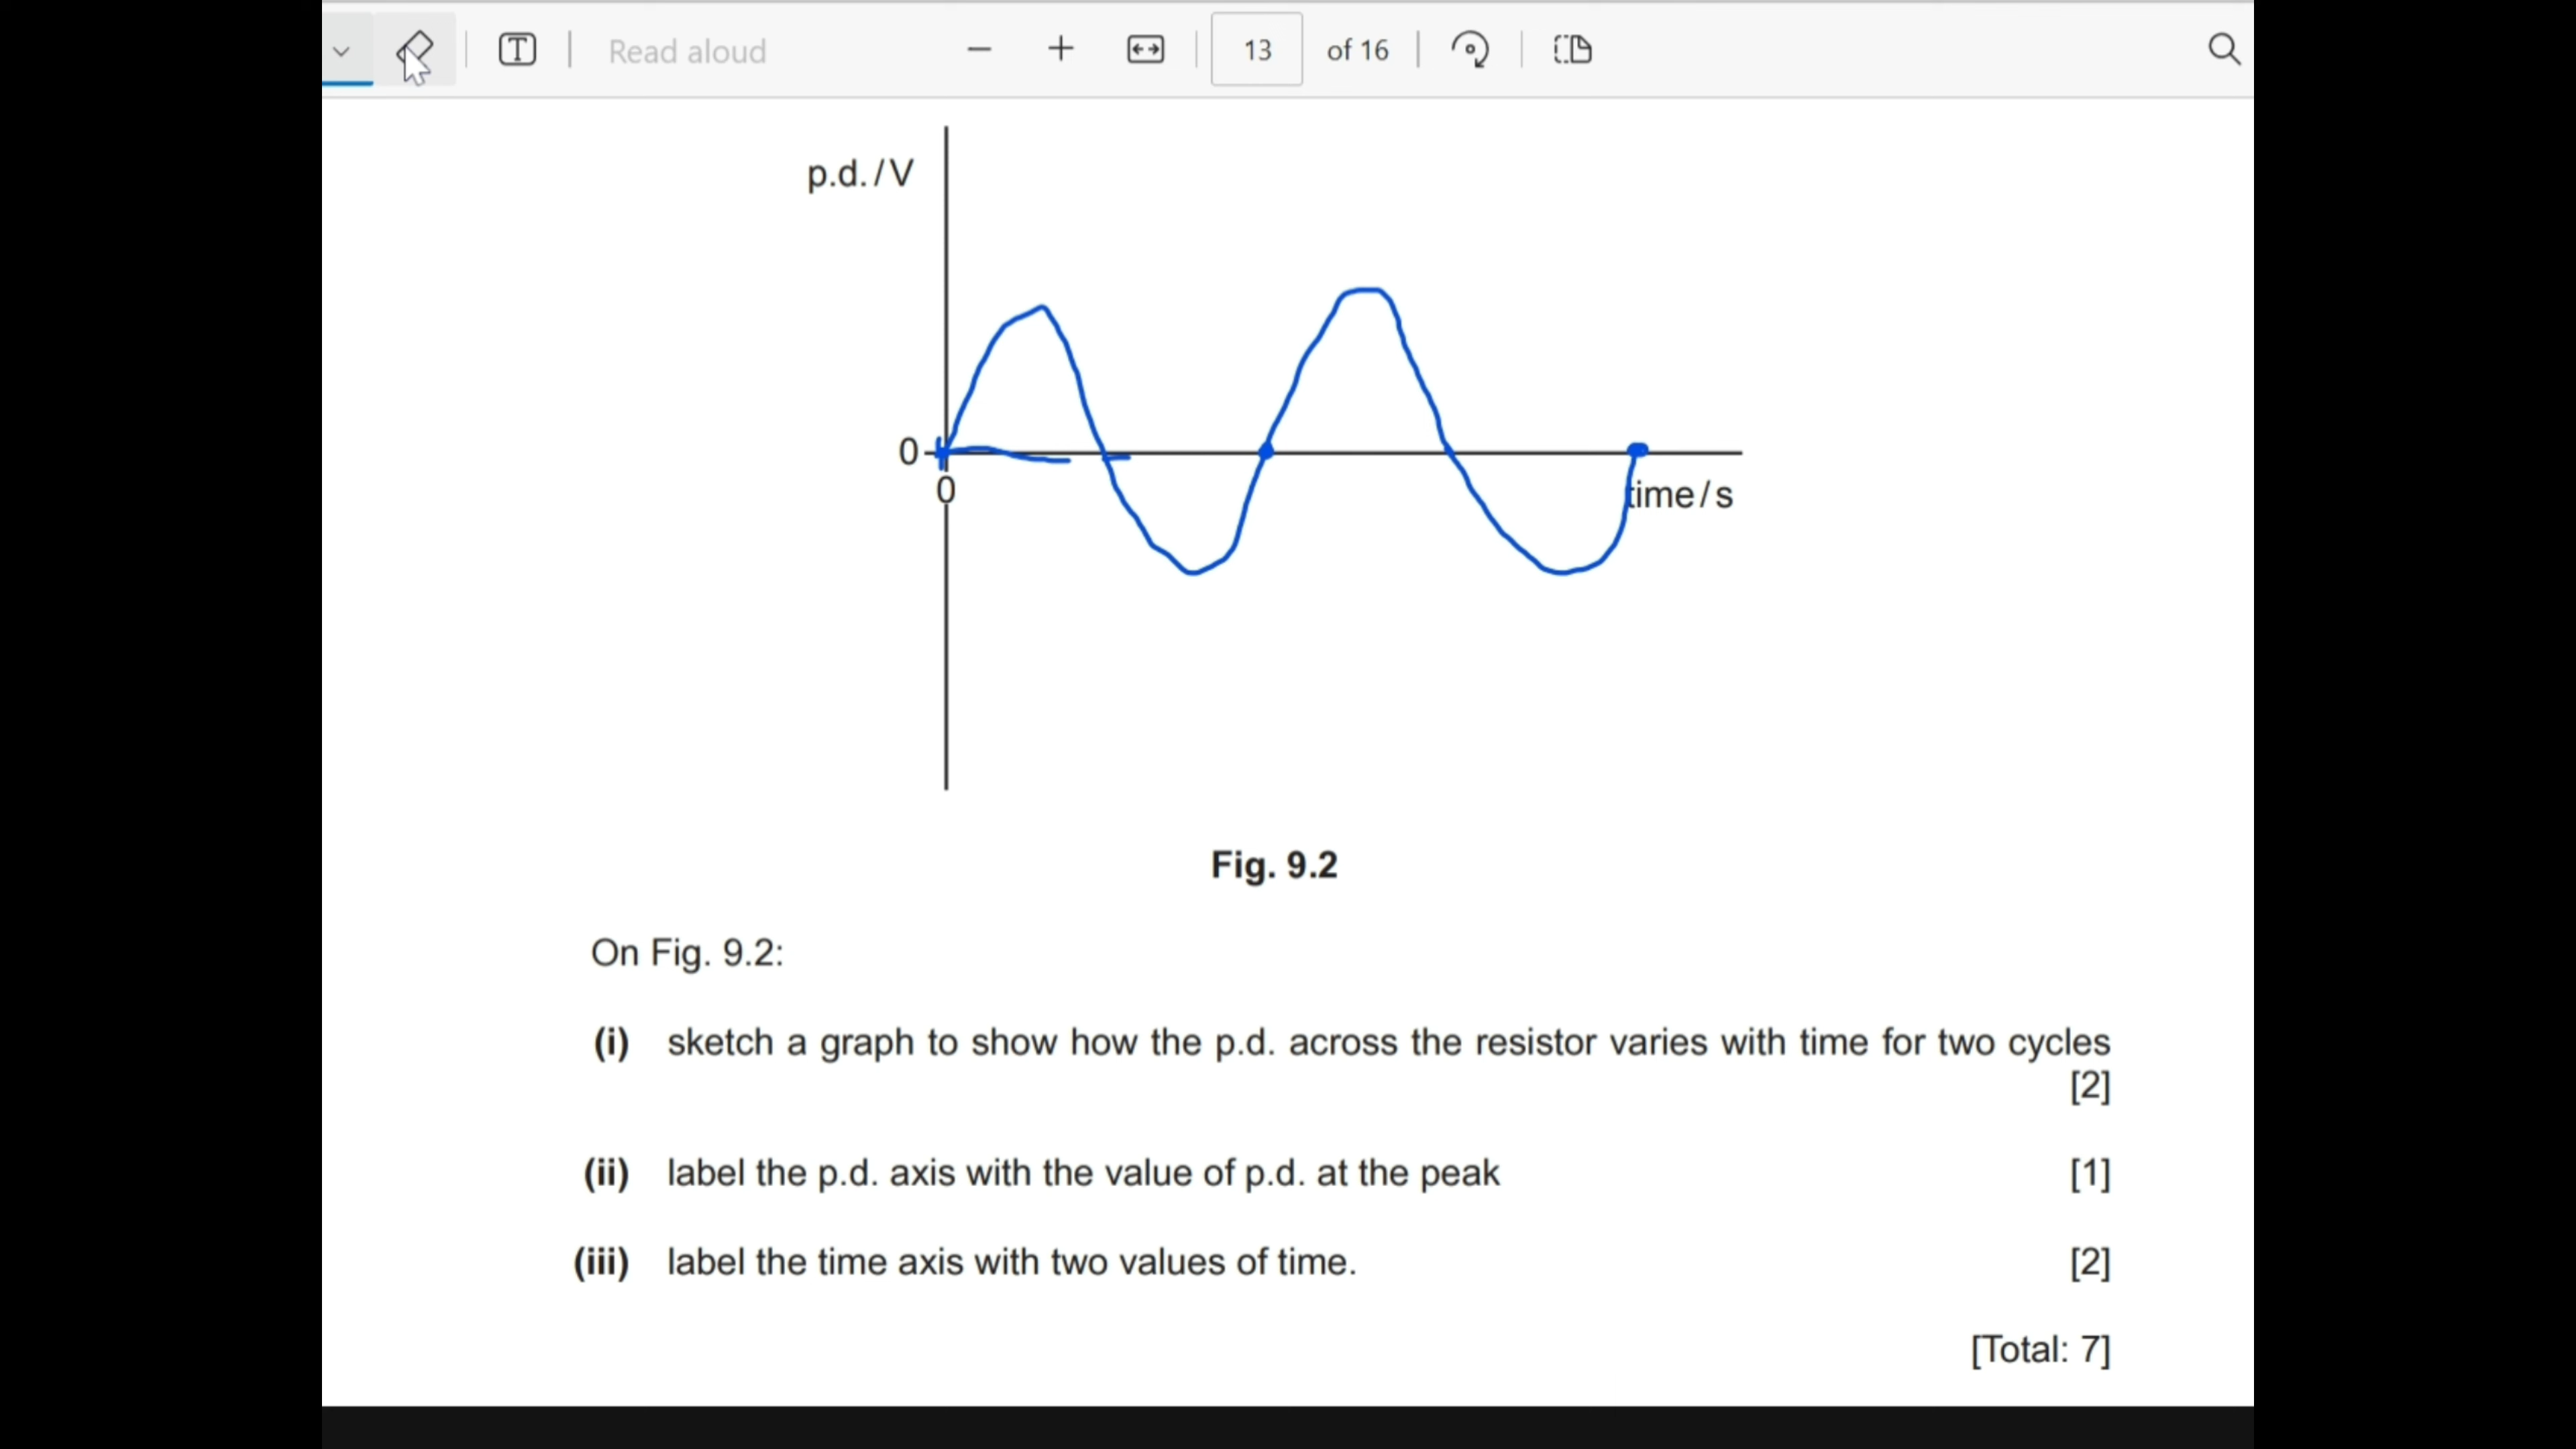 Read aloud
13 of 16
p.d. / V
0
0
time / s
Fig. 9.2
On Fig. 9.2:
(i) sketch a graph to show how the p.d. across the resistor varies with time for two cycles
[2]
(ii) label the p.d. axis with the value of p.d. at the peak [1]
(iii) label the time axis with two values of time. [2]
[Total: 7]